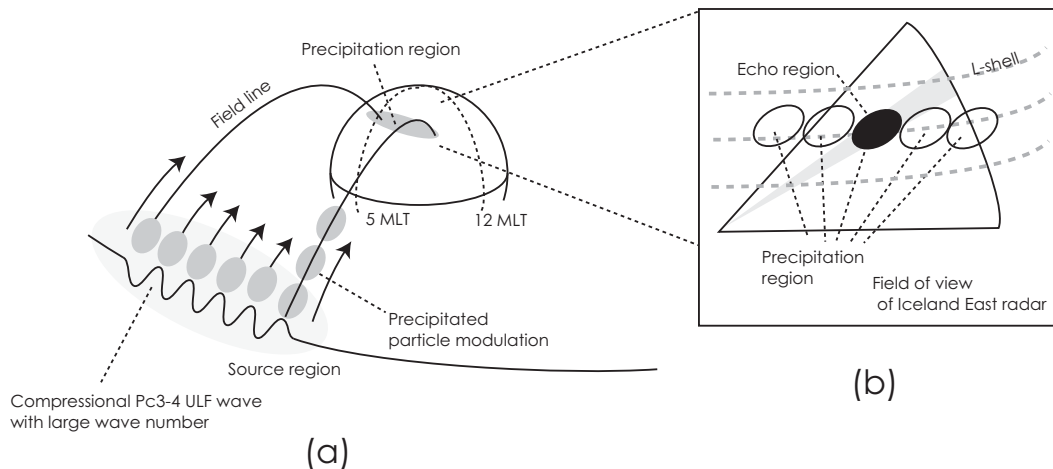 Precipitation region
Field line
5 MLT
12 MLT
Precipitated
particle modulation
Source region
Compressional Pc3-4 ULF wave
with large wave number
(a)
Echo region
L-shell
Precipitation
region
Field of view
of Iceland East radar
(b)